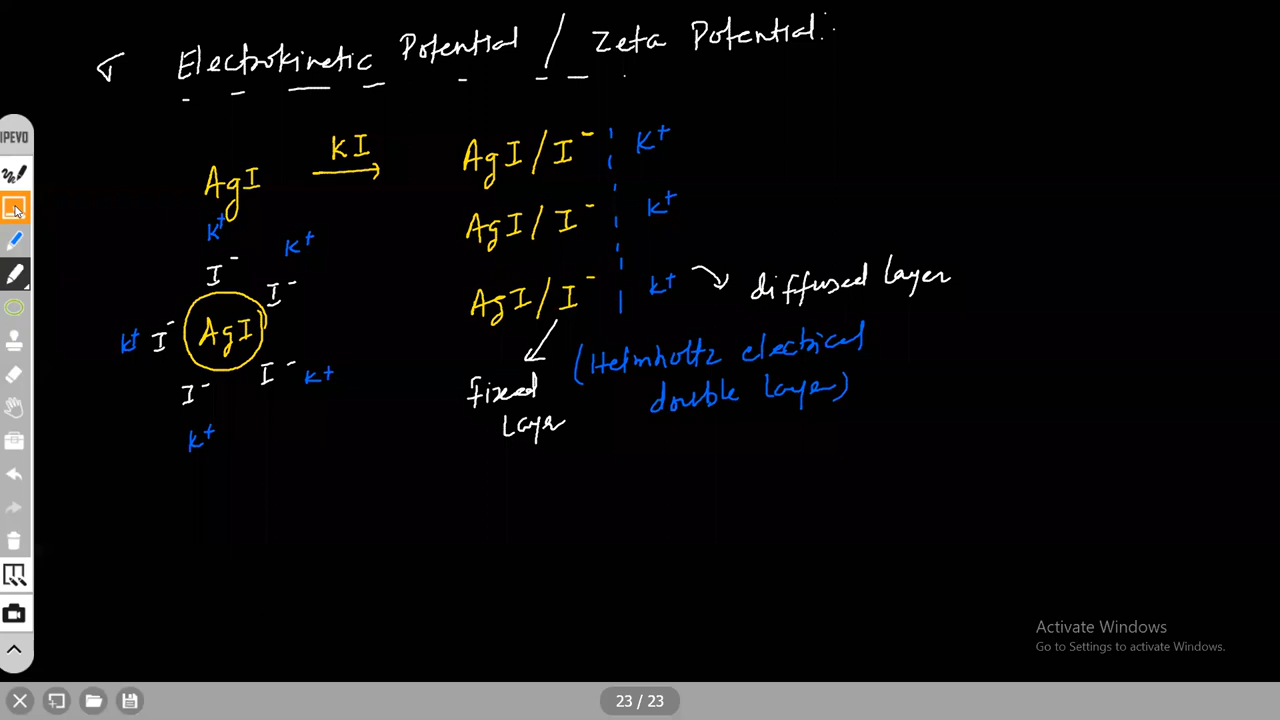 Electrokinetic Potential / Zeta Potential:
IPEVO
AgI KI → AgI / I⁻ K⁺
AgI / I⁻ K⁺
AgI / I⁻ K⁺ diffused layer
K⁺ K⁺
I⁻ I⁻
K⁺ I⁻ AgI
I⁻ I⁻ K⁺
K⁺
Fixed
Layer
(Helmholtz electrical
double layer)
Activate Windows
Go to Settings to activate Windows.
23 / 23